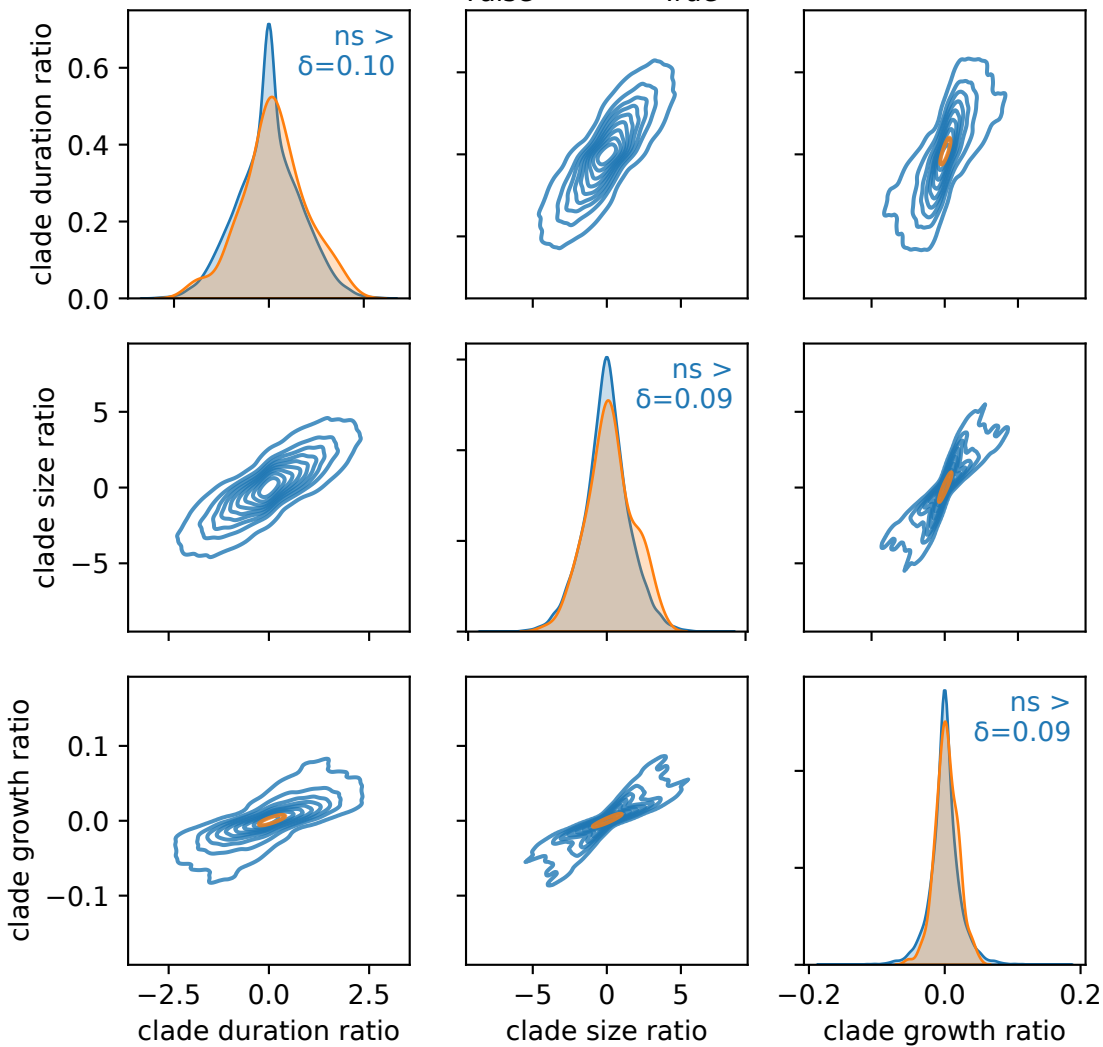 clade duration ratio
0.6
0.4
0.2
0.0
ns >
δ=0.10
clade size ratio
5
0
−5
ns >
δ=0.09
clade growth ratio
0.1
0.0
−0.1
ns >
δ=0.09
−2.5 0.0 2.5
clade duration ratio
−5 0 5
clade size ratio
−0.2 0.0 0.2
clade growth ratio